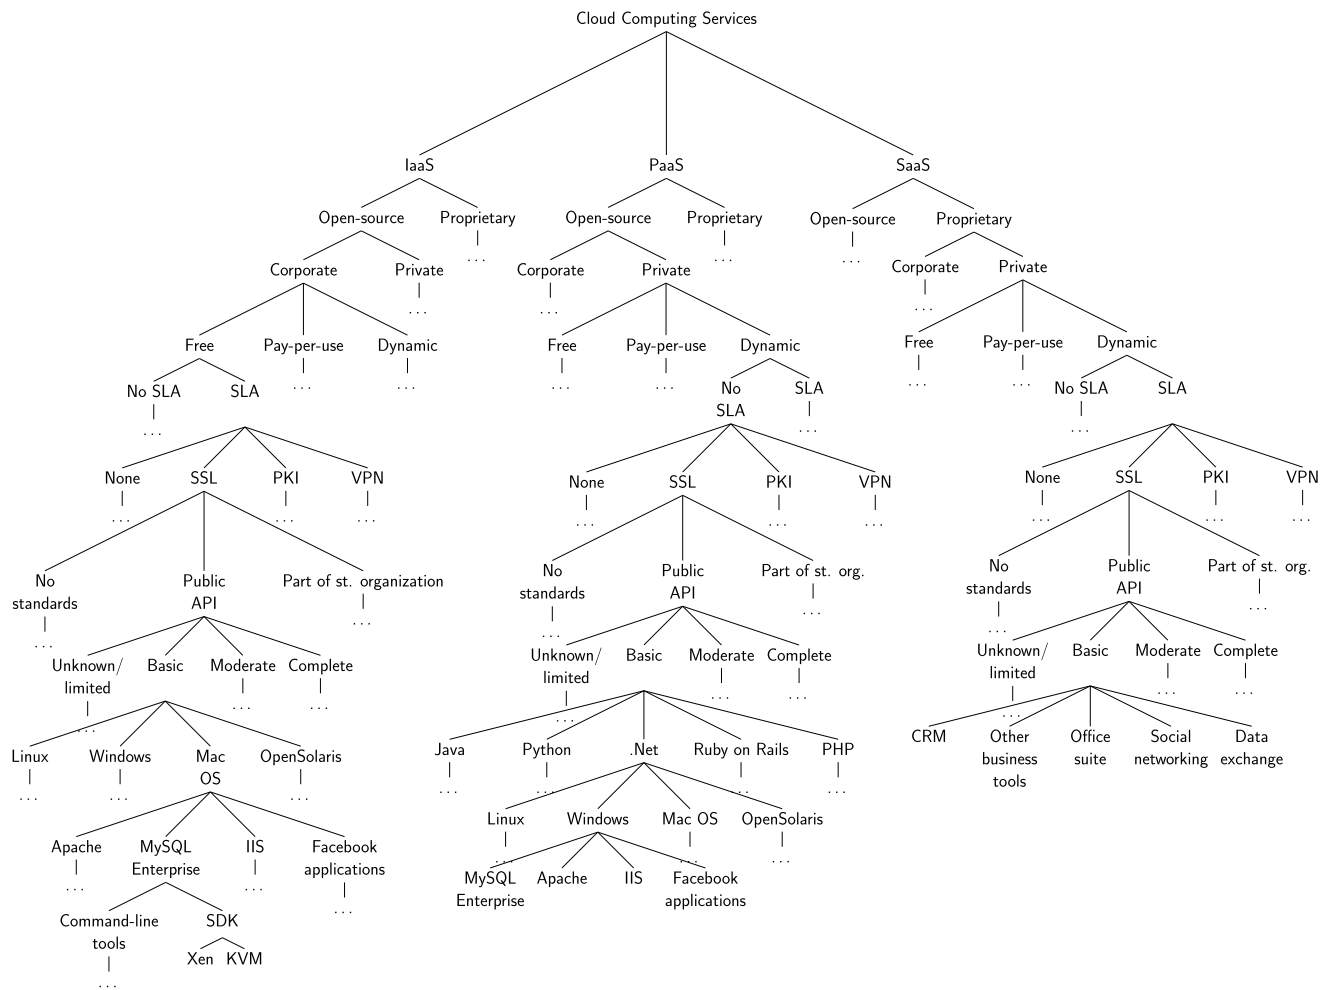 Cloud Computing Services
IaaS PaaS SaaS
Open-source Proprietary Open-source Proprietary Open-source Proprietary
... ... ...
Corporate Private Corporate Private Corporate Private
... ... ...
Free Pay-per-use Dynamic Free Pay-per-use Dynamic Free Pay-per-use Dynamic
... ... ... ... ... ...
No SLA SLA No SLA No SLA SLA
SLA
... ... ...
None SSL PKI VPN None SSL PKI VPN None SSL PKI VPN
... ... ... ... ... ... ... ... ...
No Public Part of st. organization No Public Part of st. org. No Public Part of st. org.
standards API standards API standards API
... ... ... ... ... ...
Unknown/ Basic Moderate Complete Unknown/ Basic Moderate Complete Unknown/ Basic Moderate Complete
limited limited limited
... ... ... ... ... ... ... ... ...
Linux Windows Mac OpenSolaris Java Python .Net Ruby on Rails PHP CRM Other Office Social Data
OS business suite networking exchange
tools
... ... ... ... ... ... ...
Apache MySQL IIS Facebook Linux Windows Mac OS OpenSolaris
Enterprise applications
... ... ... ... ... ...
MySQL Apache IIS Facebook
Enterprise applications
Command-line SDK
tools
Xen KVM
...